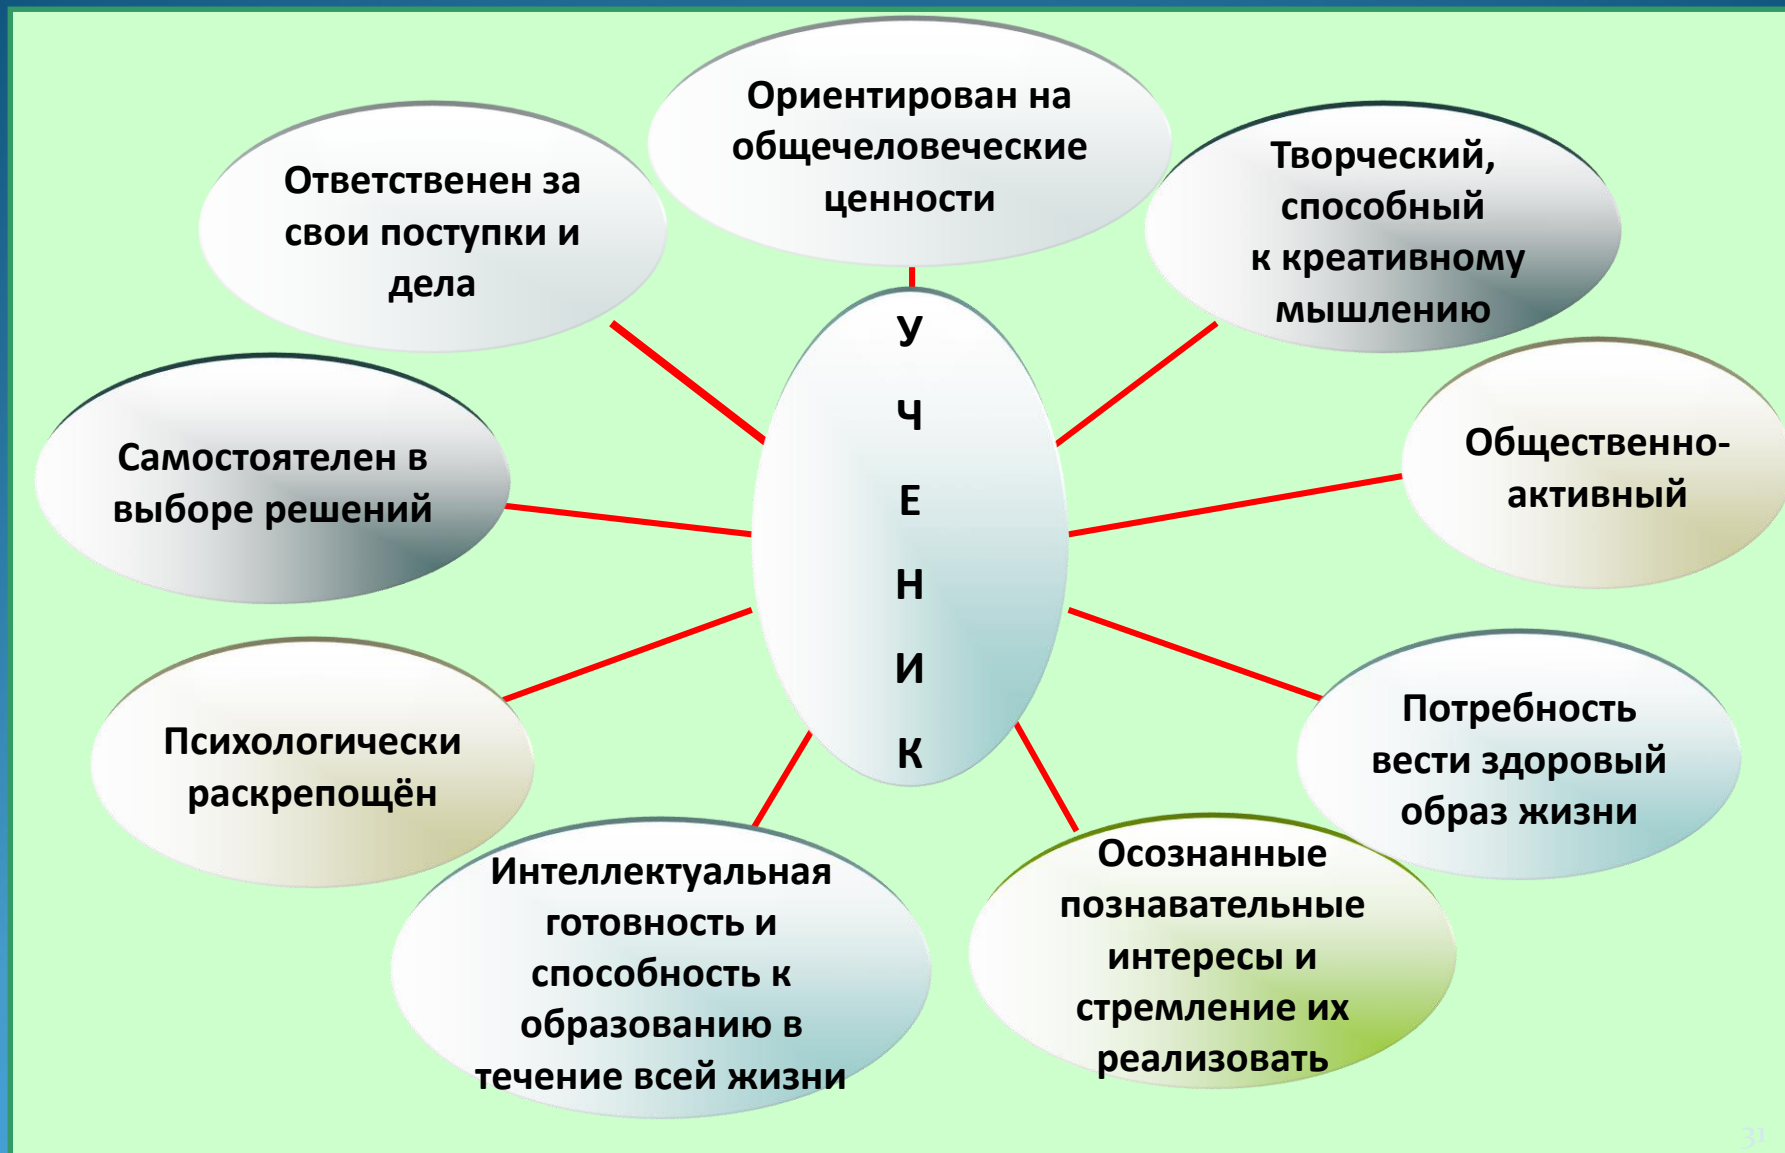 Ориентирован на
общечеловеческие
ценности
Ответственен за
свои поступки и
дела
Творческий,
способный
к креативному
мышлению
Самостоятелен в
выборе решений
У
Ч
Е
Н
И
К
Общественно-
активный
Психологически
раскрепощён
Потребность
вести здоровый
образ жизни
Интеллектуальная
готовность и
способность к
образованию в
течение всей жизни
Осознанные
познавательные
интересы и
стремление их
реализовать
31